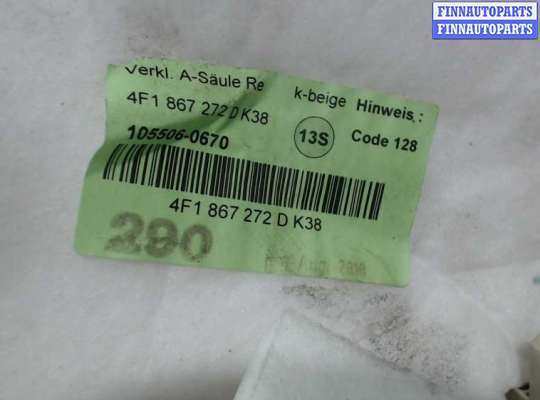 FINNAUTOPARTS
FINNAUTOPARTS
Verkl. A-Säule Re k-beige Hinweis.:
4F1 867 272 D K38
1D5506-0670 13S Code 128
4F1 867 272 D K38
290